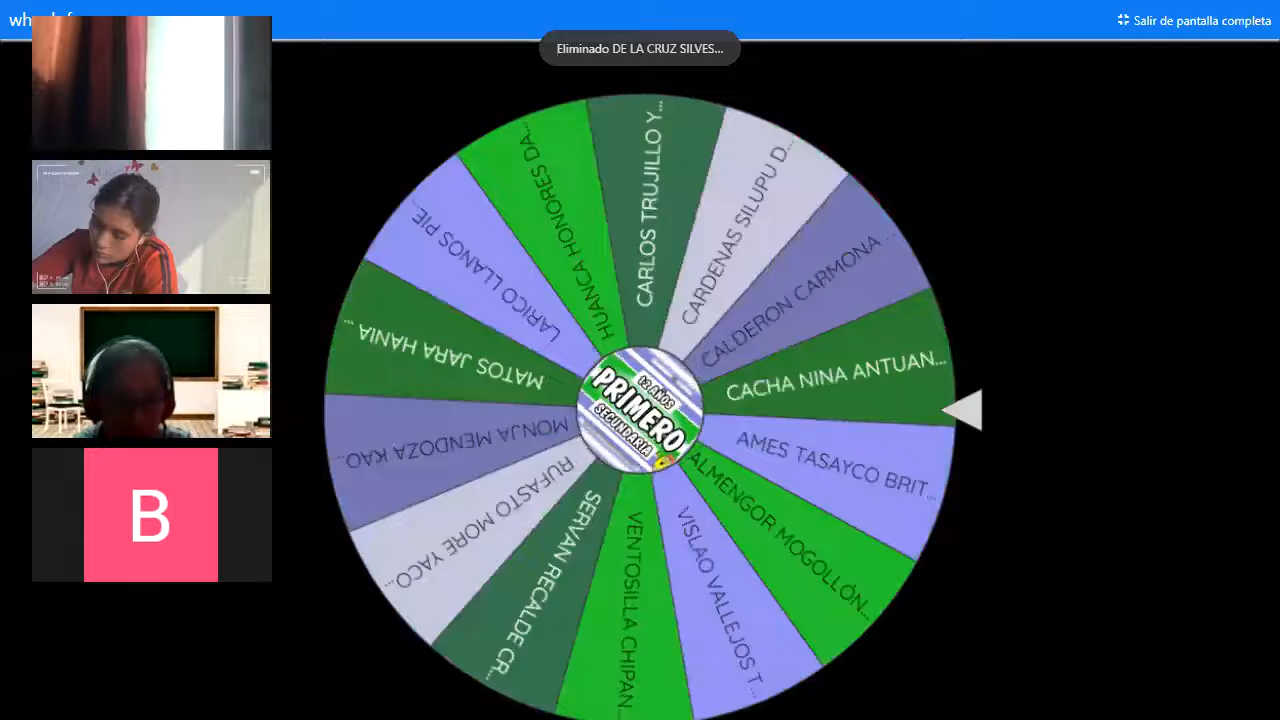 Salir de pantalla completa
Eliminado DE LA CRUZ SILVES...
CARLOS TRUJILLO Y...
CARDENAS SILUPU D...
CALDERON CARMONA ...
CACHA NINA ANTUAN...
AMES TASAYCO BRIT...
ALMENGOR MOGOLLÓN...
VISLAO VALLEJOS T...
VENTOSILLA CHIPAN...
SERVAN RECALDE CR...
RUFASTO MORE YACO...
MONJA MENDOZA KAO...
MATOS JARA HANIA ...
LARICO LLANOS PIE...
HUANCA HONORES DA...
12 AÑOS
PRIMERO
SECUNDARIA
B